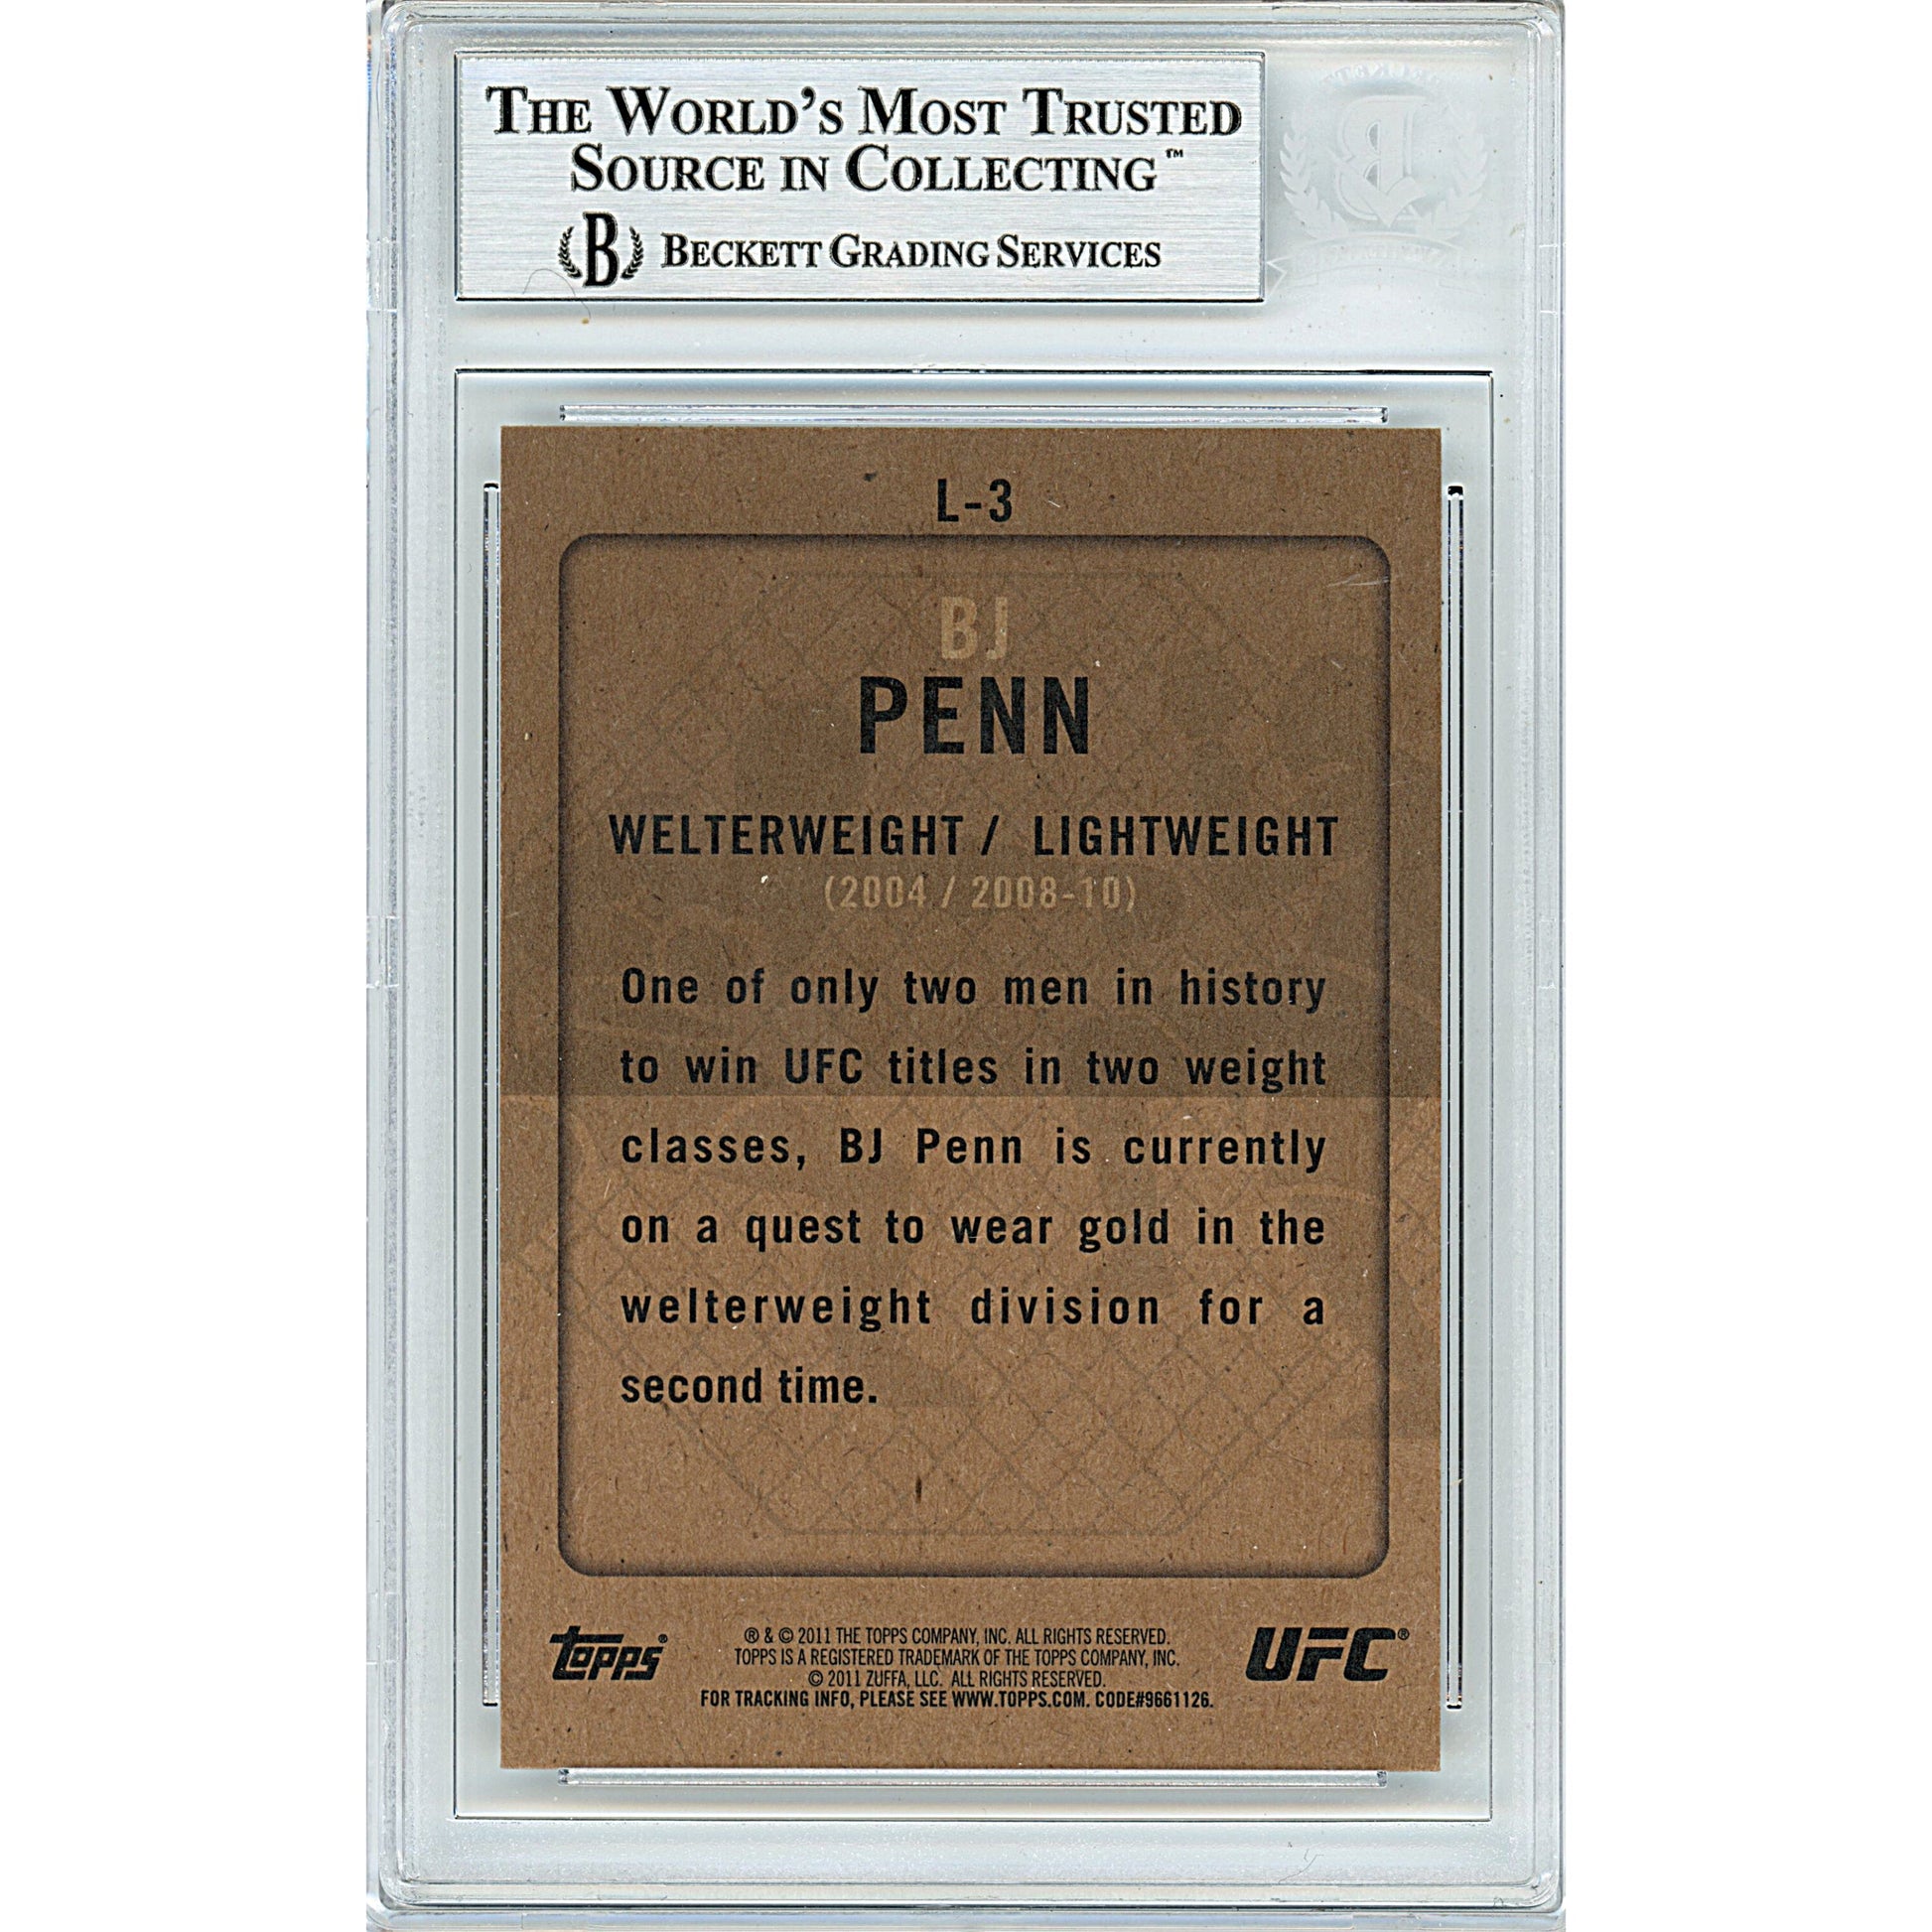 THE WORLD'S MOST TRUSTED
SOURCE IN COLLECTING™
B BECKETT GRADING SERVICES
L-3
BJ
PENN
WELTERWEIGHT / LIGHTWEIGHT
(2004 / 2008-10)
One of only two men in history
to win UFC titles in two weight
classes, BJ Penn is currently
on a quest to wear gold in the
welterweight division for a
second time.
topps®
® & © 2011 THE TOPPS COMPANY, INC. ALL RIGHTS RESERVED.
TOPPS IS A REGISTERED TRADEMARK OF THE TOPPS COMPANY, INC.
© 2011 ZUFFA, LLC. ALL RIGHTS RESERVED.
FOR TRACKING INFO, PLEASE SEE WWW.TOPPS.COM. CODE#9661126.
UFC®